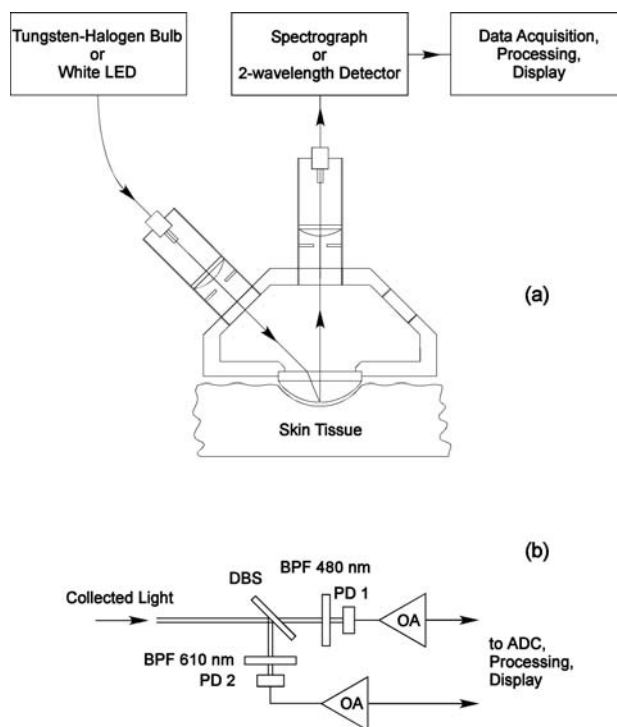 Tungsten-Halogen Bulb
or
White LED
Spectrograph
or
2-wavelength Detector
Data Acquisition,
Processing,
Display
(a)
Skin Tissue
(b)
BPF 480 nm
DBS
PD 1
Collected Light
OA
BPF 610 nm
PD 2
OA
to ADC,
Processing,
Display